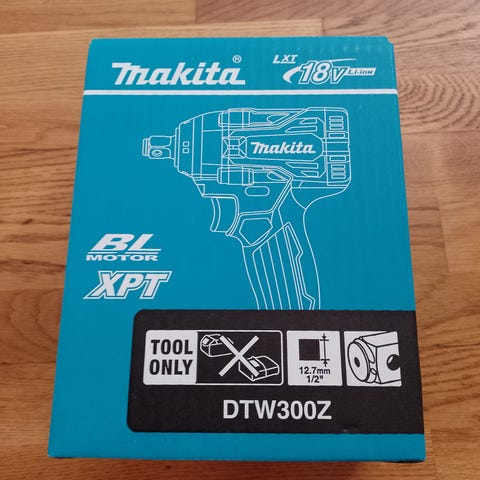 makita®
LXT 18V Li-ion
makita
BL
MOTOR
XPT
TOOL
ONLY
12.7mm
1/2"
DTW300Z